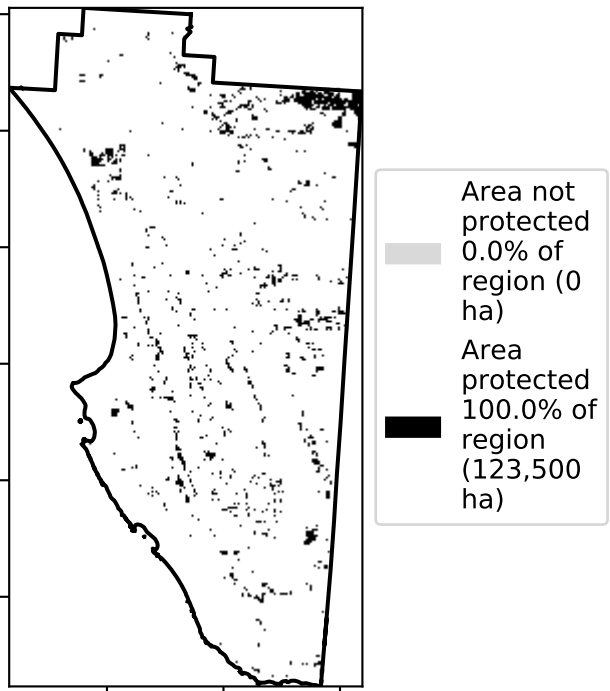 Area not
protected
0.0% of
region (0
ha)
Area
protected
100.0% of
region
(123,500
ha)